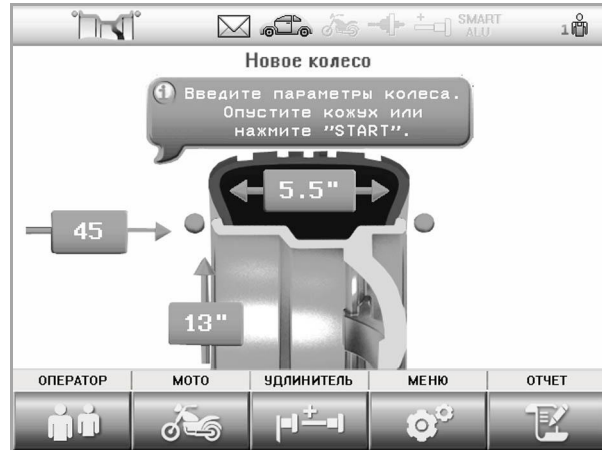 SMART
ALU
1
Новое колесо
Введите параметры колеса.
Опустите кожух или
нажмите "START".
5.5"
45
13"
ОПЕРАТОР МОТО УДЛИНИТЕЛЬ МЕНЮ ОТЧЕТ